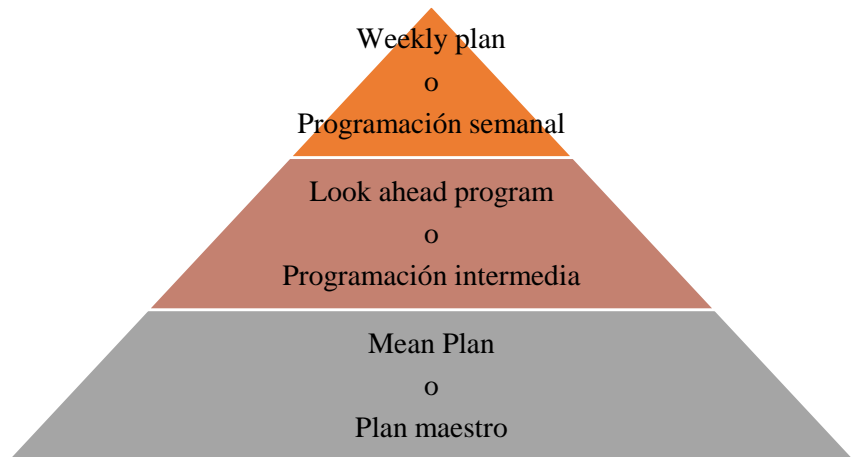 Weekly plan
o
Programación semanal
Look ahead program
o
Programación intermedia
Mean Plan
o
Plan maestro